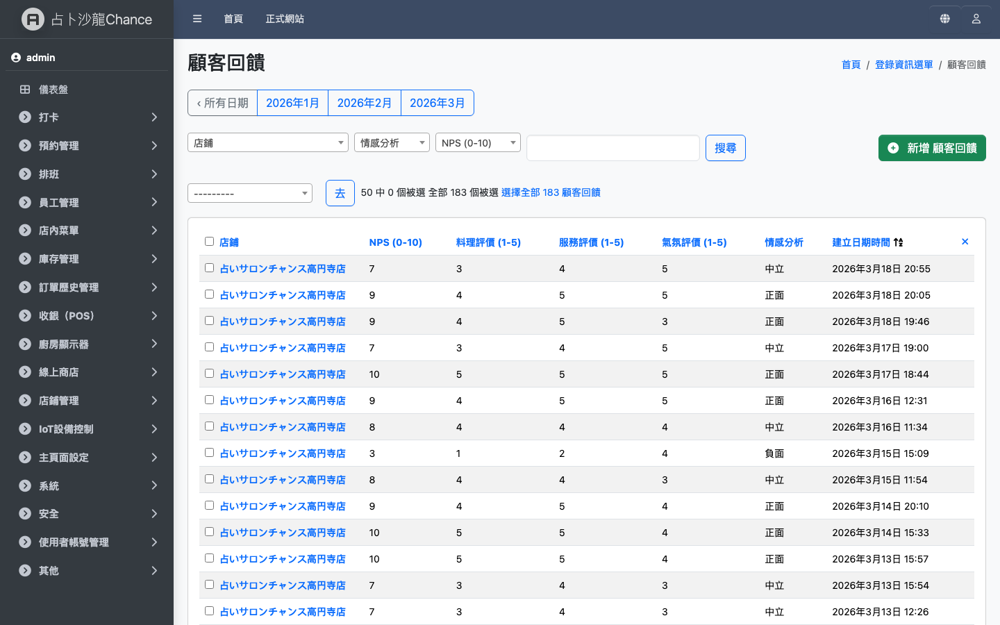 占卜沙龍Chance
首頁 正式網站
admin
儀表盤
打卡
預約管理
排班
員工管理
店內菜單
庫存管理
訂單歷史管理
收銀（POS）
廚房顯示器
線上商店
店鋪管理
IoT設備控制
主頁面設定
系統
安全
使用者帳號管理
其他
顧客回饋
首頁 / 登錄資訊選單 / 顧客回饋
‹ 所有日期 2026年1月 2026年2月 2026年3月
店鋪 情感分析 NPS (0-10) 搜尋 新增 顧客回饋
--------- 去 50 中 0 個被選 全部 183 個被選 選擇全部 183 顧客回饋
店鋪 NPS (0-10) 料理評價 (1-5) 服務評價 (1-5) 氣氛評價 (1-5) 情感分析 建立日期時間
占いサロンチャンス高円寺店 7 3 4 5 中立 2026年3月18日 20:55
占いサロンチャンス高円寺店 9 4 5 5 正面 2026年3月18日 20:05
占いサロンチャンス高円寺店 9 4 5 3 正面 2026年3月18日 19:46
占いサロンチャンス高円寺店 7 3 4 5 中立 2026年3月17日 19:00
占いサロンチャンス高円寺店 10 5 5 5 正面 2026年3月17日 18:44
占いサロンチャンス高円寺店 9 4 5 5 正面 2026年3月16日 12:31
占いサロンチャンス高円寺店 8 4 4 4 中立 2026年3月16日 11:34
占いサロンチャンス高円寺店 3 1 2 4 負面 2026年3月15日 15:09
占いサロンチャンス高円寺店 8 4 4 3 中立 2026年3月15日 11:54
占いサロンチャンス高円寺店 9 4 5 4 正面 2026年3月14日 20:10
占いサロンチャンス高円寺店 10 5 5 4 正面 2026年3月14日 15:33
占いサロンチャンス高円寺店 10 5 5 4 正面 2026年3月13日 15:57
占いサロンチャンス高円寺店 7 3 4 3 中立 2026年3月13日 15:54
占いサロンチャンス高円寺店 7 3 4 3 中立 2026年3月13日 12:26